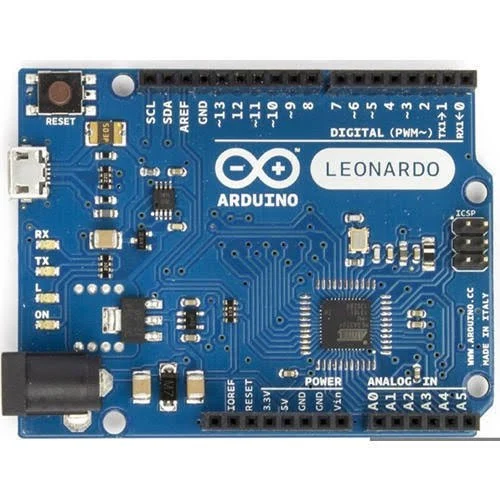 RESET
SCL
SDA
AREF
GND
~13
12
~11
~10
~9
8
7
~6
~5
4
~3
2
TX▸1
RX◂0
DIGITAL (PWM~)
ARDUINO
™
LEONARDO
ICSP
RX
TX
L
ON
WWW.ARDUINO.CC
MADE IN ITALY
POWER
ANALOG IN
IOREF
RESET
3.3V
5V
GND
GND
Vin
A0
A1
A2
A3
A4
A5